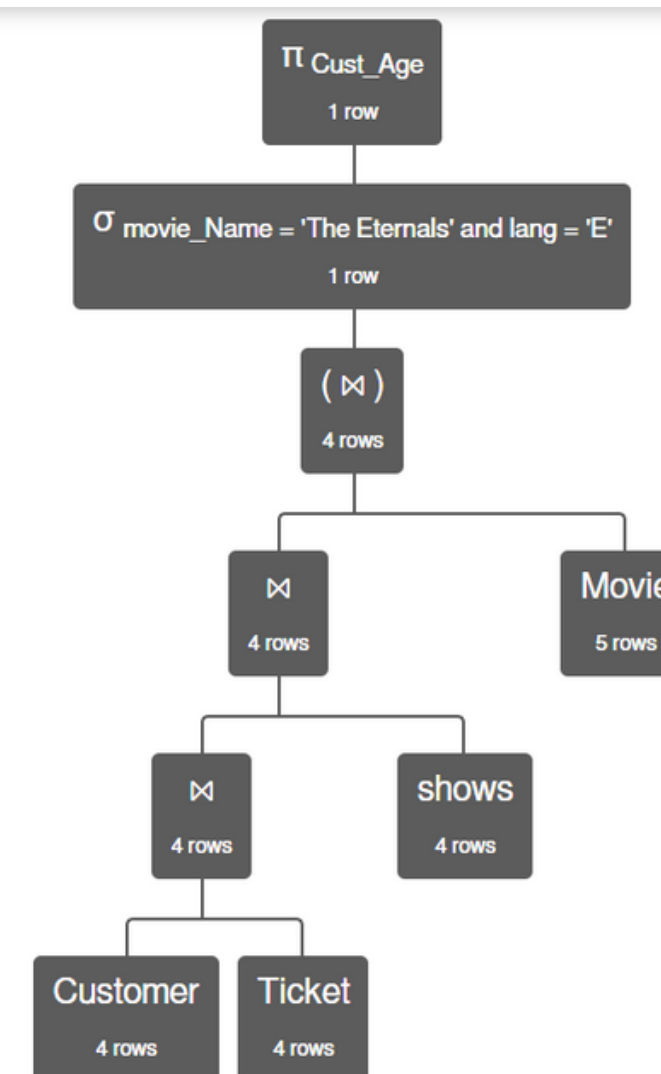 π Cust_Age
1 row
σ movie_Name = 'The Eternals' and lang = 'E'
1 row
( ⋈ )
4 rows
⋈
4 rows
Movie
5 rows
⋈
4 rows
shows
4 rows
Customer
4 rows
Ticket
4 rows